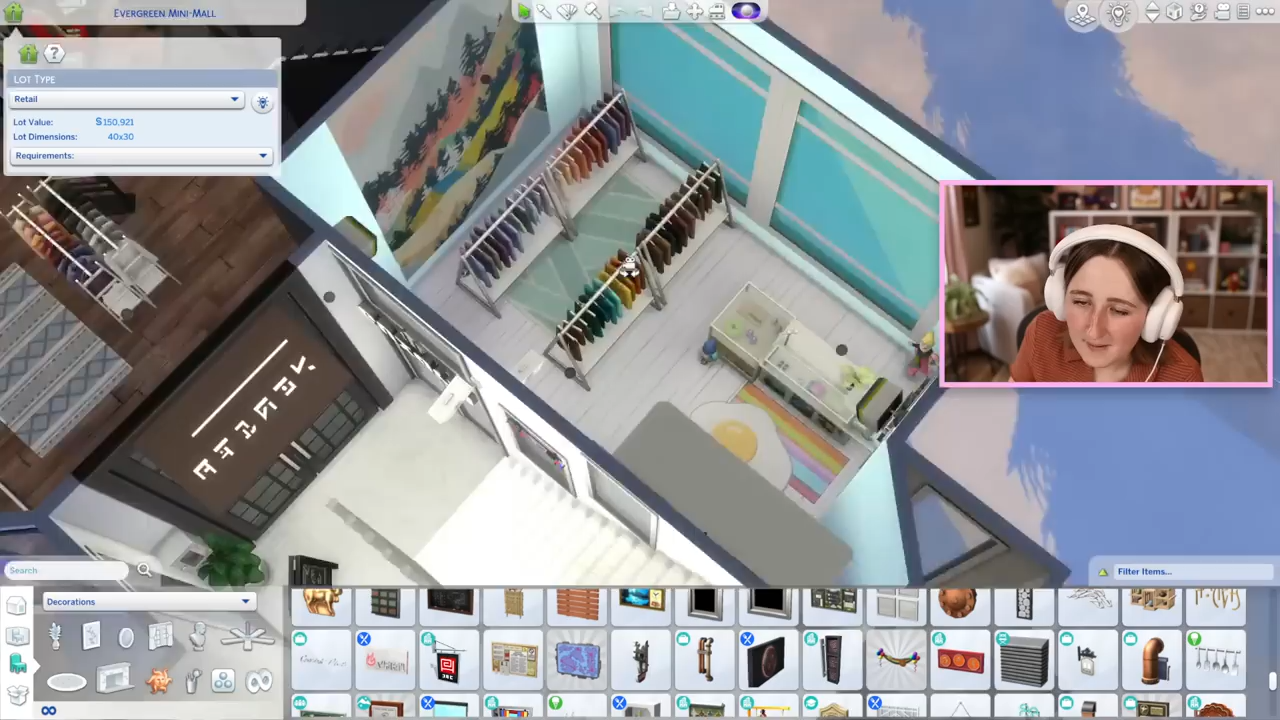 Evergreen Mini-Mall
Lot Type
Retail
Lot Value: $150,921
Lot Dimensions: 40x30
Requirements:
Search
Decorations
Filter Items...